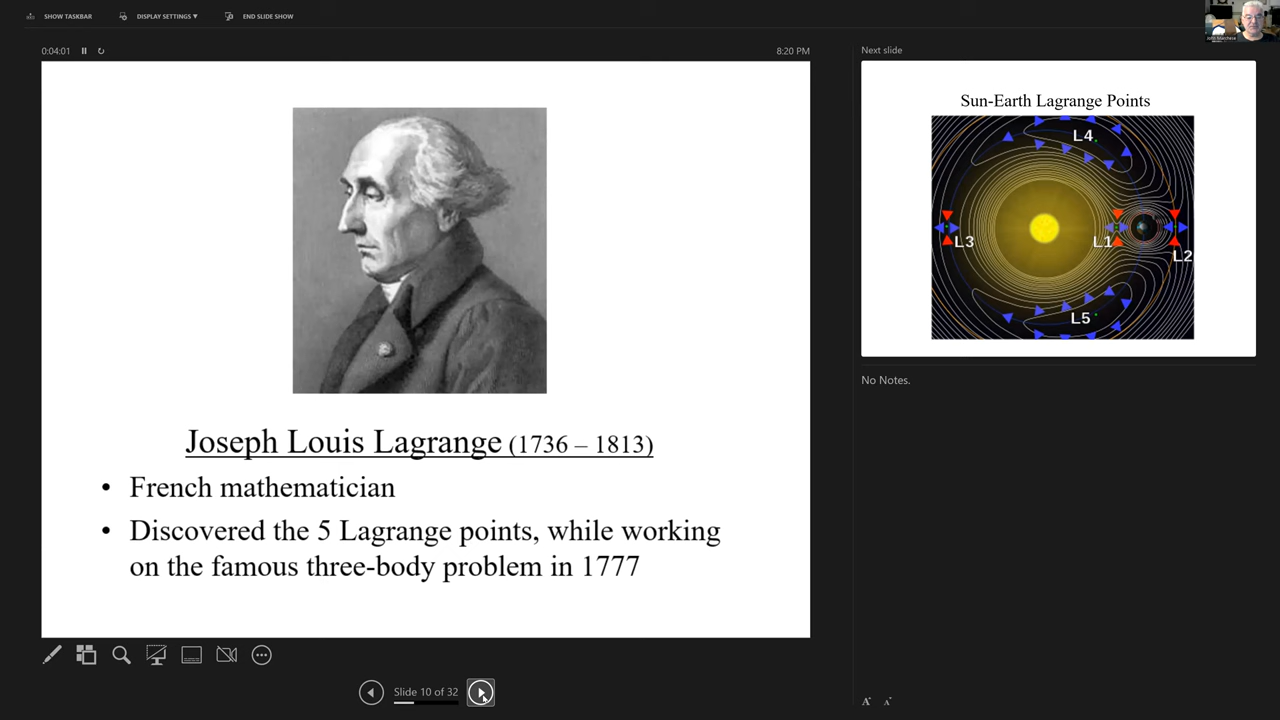 SHOW TASKBAR
DISPLAY SETTINGS ▼
END SLIDE SHOW
0:04:01
8:20 PM
Joseph Louis Lagrange (1736 – 1813)
• French mathematician
• Discovered the 5 Lagrange points, while working
on the famous three-body problem in 1777
Slide 10 of 32
Next slide
Sun-Earth Lagrange Points
L4
L3
L1
L2
L5
No Notes.
A A